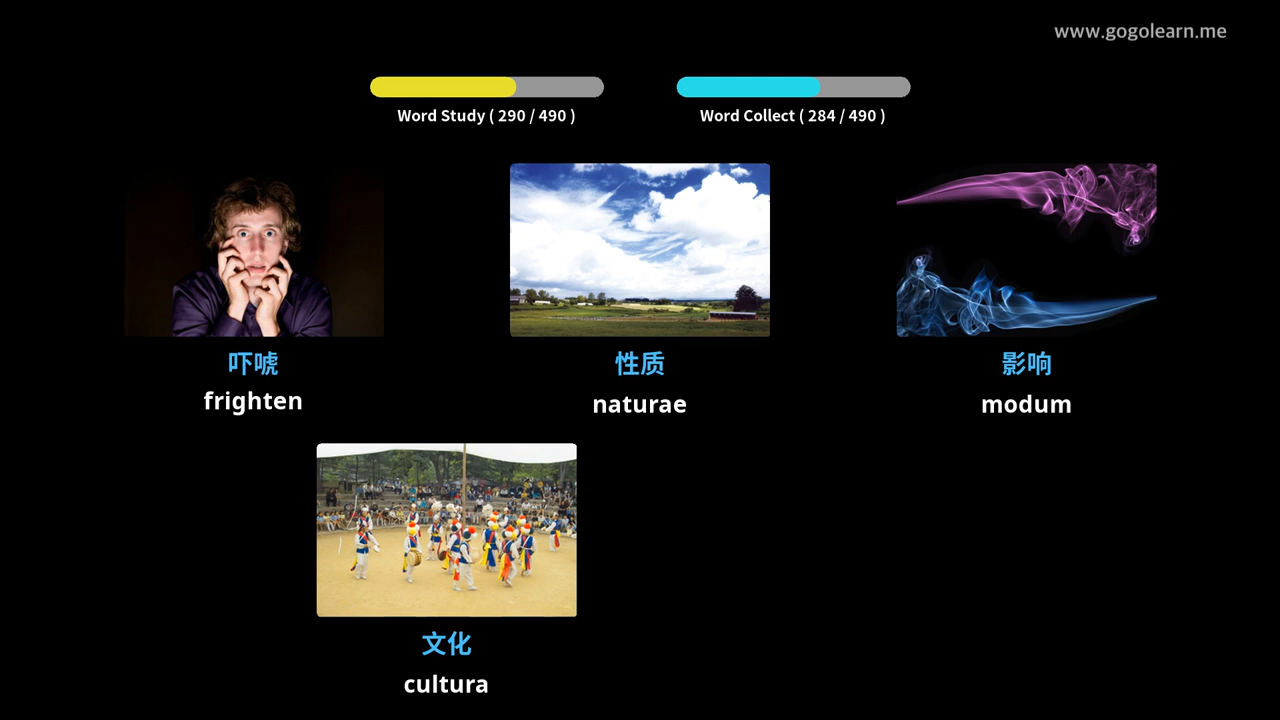 www.gogolearn.me
Word Study ( 290 / 490 )
Word Collect ( 284 / 490 )
吓唬
frighten
性质
naturae
影响
modum
文化
cultura